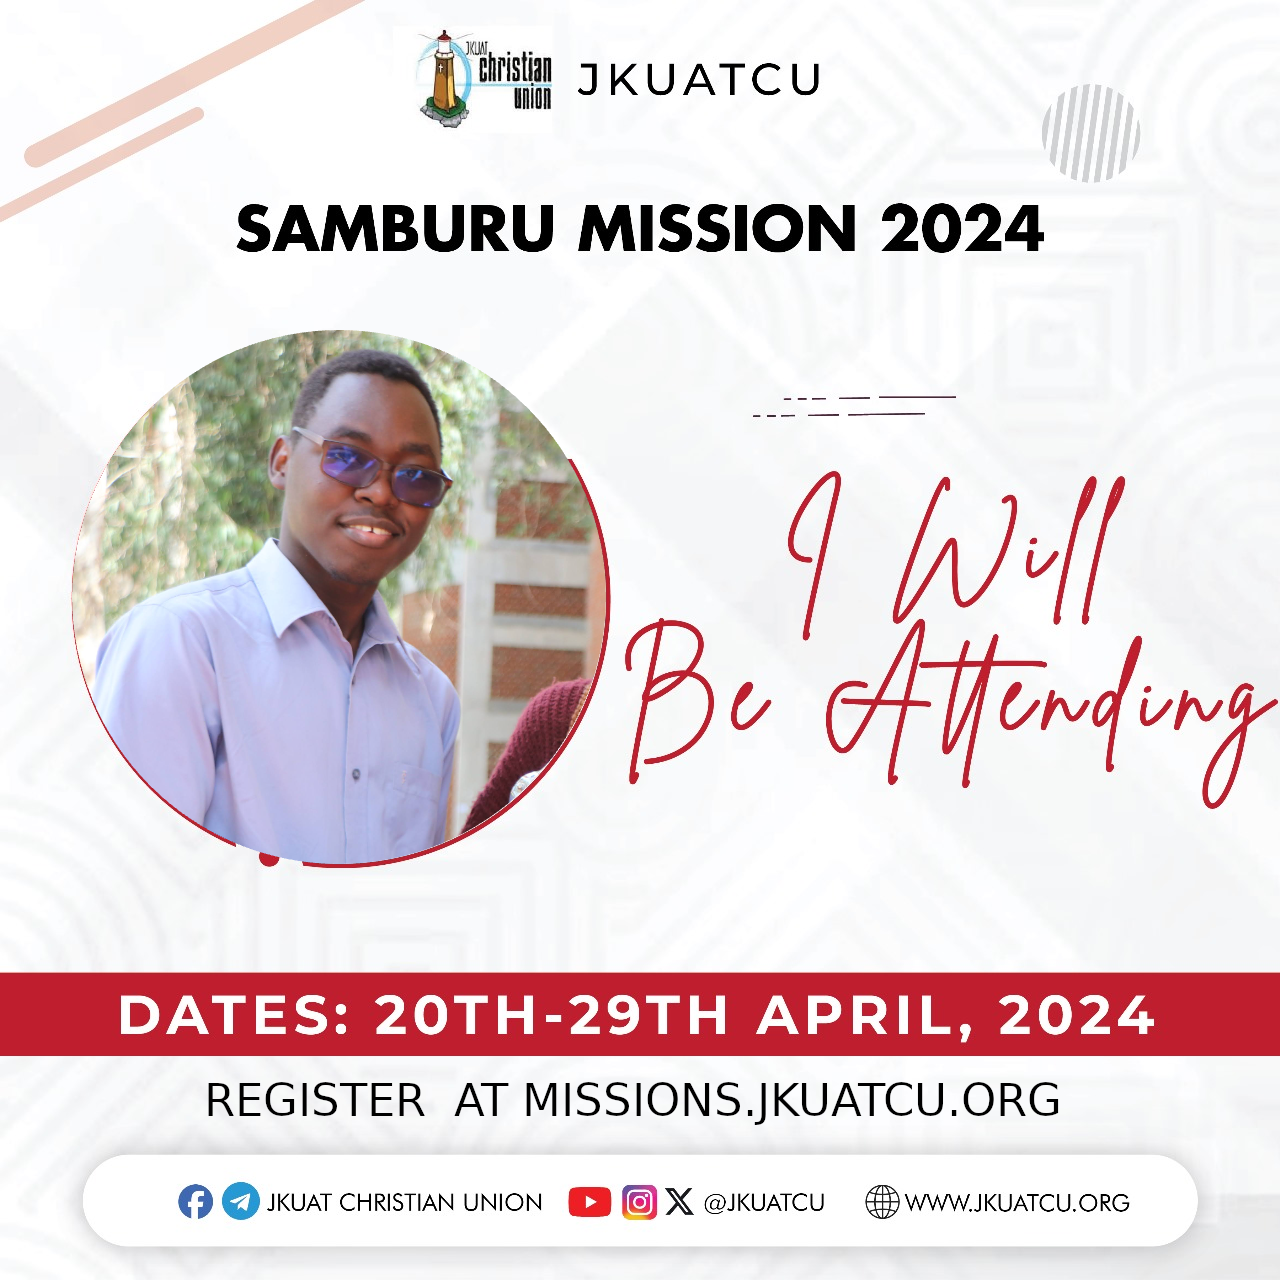 JKUAT
christian
union
JKUATCU
SAMBURU MISSION 2024
I Will
Be Attending
DATES: 20TH-29TH APRIL, 2024
REGISTER  AT MISSIONS.JKUATCU.ORG
JKUAT CHRISTIAN UNION @JKUATCU WWW.JKUATCU.ORG